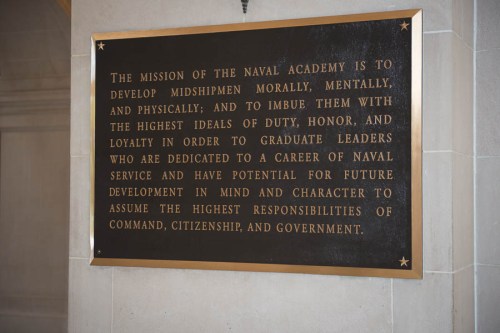 THE MISSION OF THE NAVAL ACADEMY IS TO
DEVELOP MIDSHIPMEN MORALLY, MENTALLY,
AND PHYSICALLY; AND TO IMBUE THEM WITH
THE HIGHEST IDEALS OF DUTY, HONOR, AND
LOYALTY IN ORDER TO GRADUATE LEADERS
WHO ARE DEDICATED TO A CAREER OF NAVAL
SERVICE AND HAVE POTENTIAL FOR FUTURE
DEVELOPMENT IN MIND AND CHARACTER TO
ASSUME THE HIGHEST RESPONSIBILITIES OF
COMMAND, CITIZENSHIP, AND GOVERNMENT.